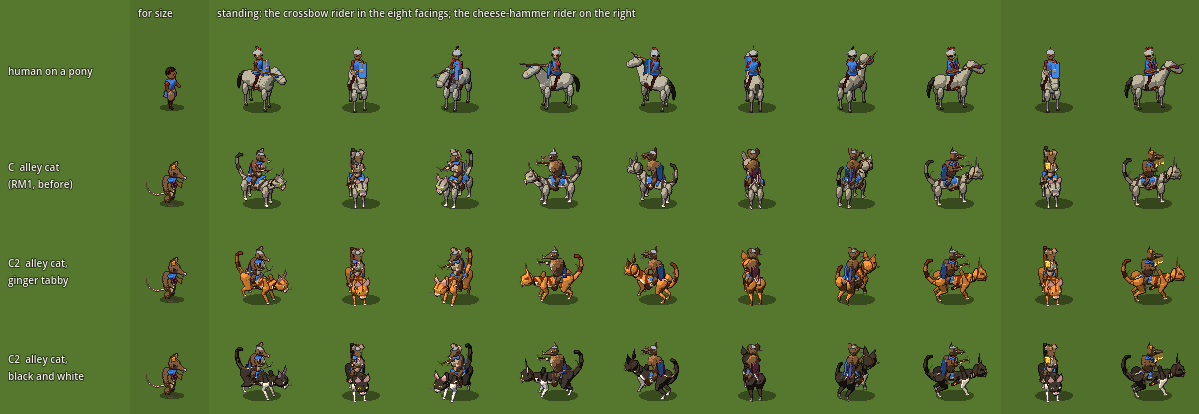 for size
standing: the crossbow rider in the eight facings; the cheese-hammer rider on the right
human on a pony
C  alley cat
(RM1, before)
C2  alley cat,
ginger tabby
C2  alley cat,
black and white